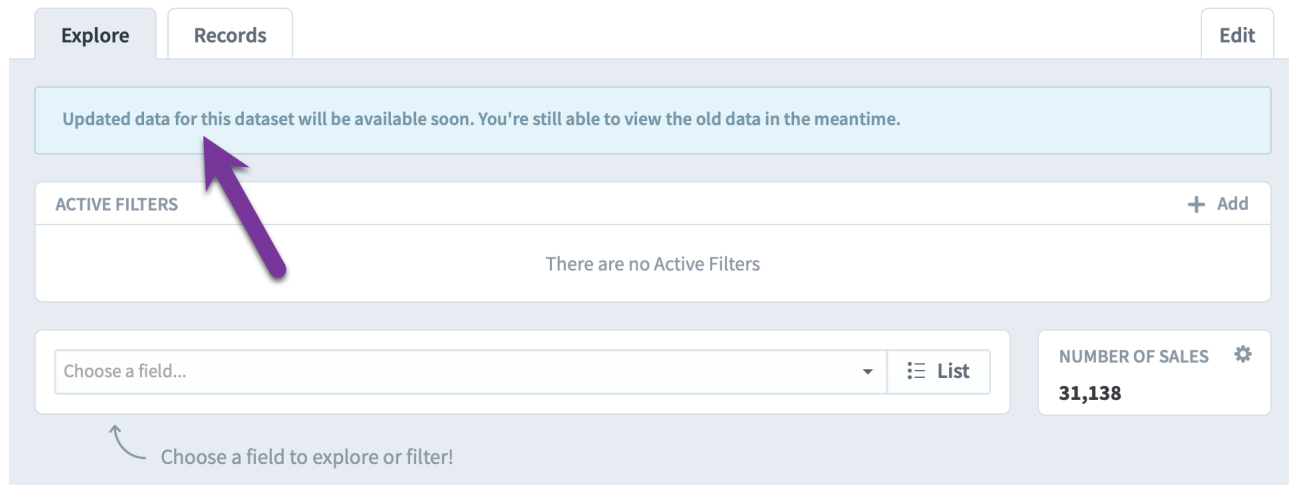 Explore
Records
Edit
Updated data for this dataset will be available soon. You're still able to view the old data in the meantime.
ACTIVE FILTERS
+ Add
There are no Active Filters
Choose a field...
List
NUMBER OF SALES
31,138
Choose a field to explore or filter!